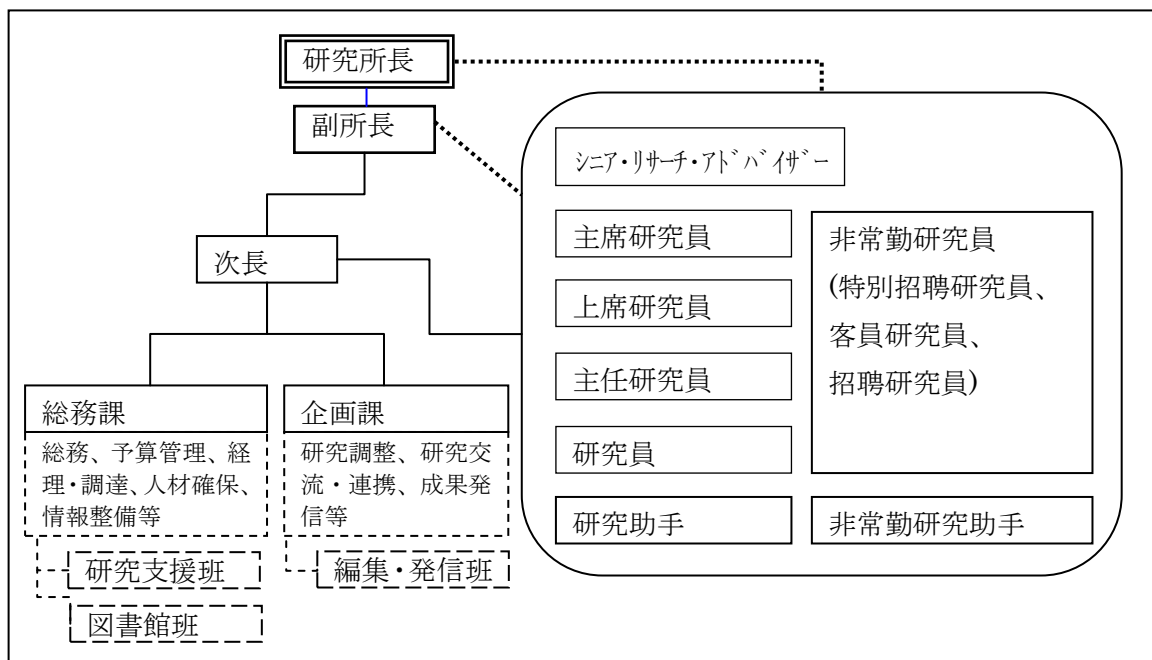 研究所長
副所長
次長
総務課
総務、予算管理、経
理・調達、人材確保、
情報整備等
研究支援班
図書館班
企画課
研究調整、研究交
流・連携、成果発
信等
編集・発信班
ｼﾆｱ・ﾘｻｰﾁ・ｱﾄﾞﾊﾞｲｻﾞｰ
主席研究員
上席研究員
主任研究員
研究員
研究助手
非常勤研究員
(特別招聘研究員、
客員研究員、
招聘研究員)
非常勤研究助手